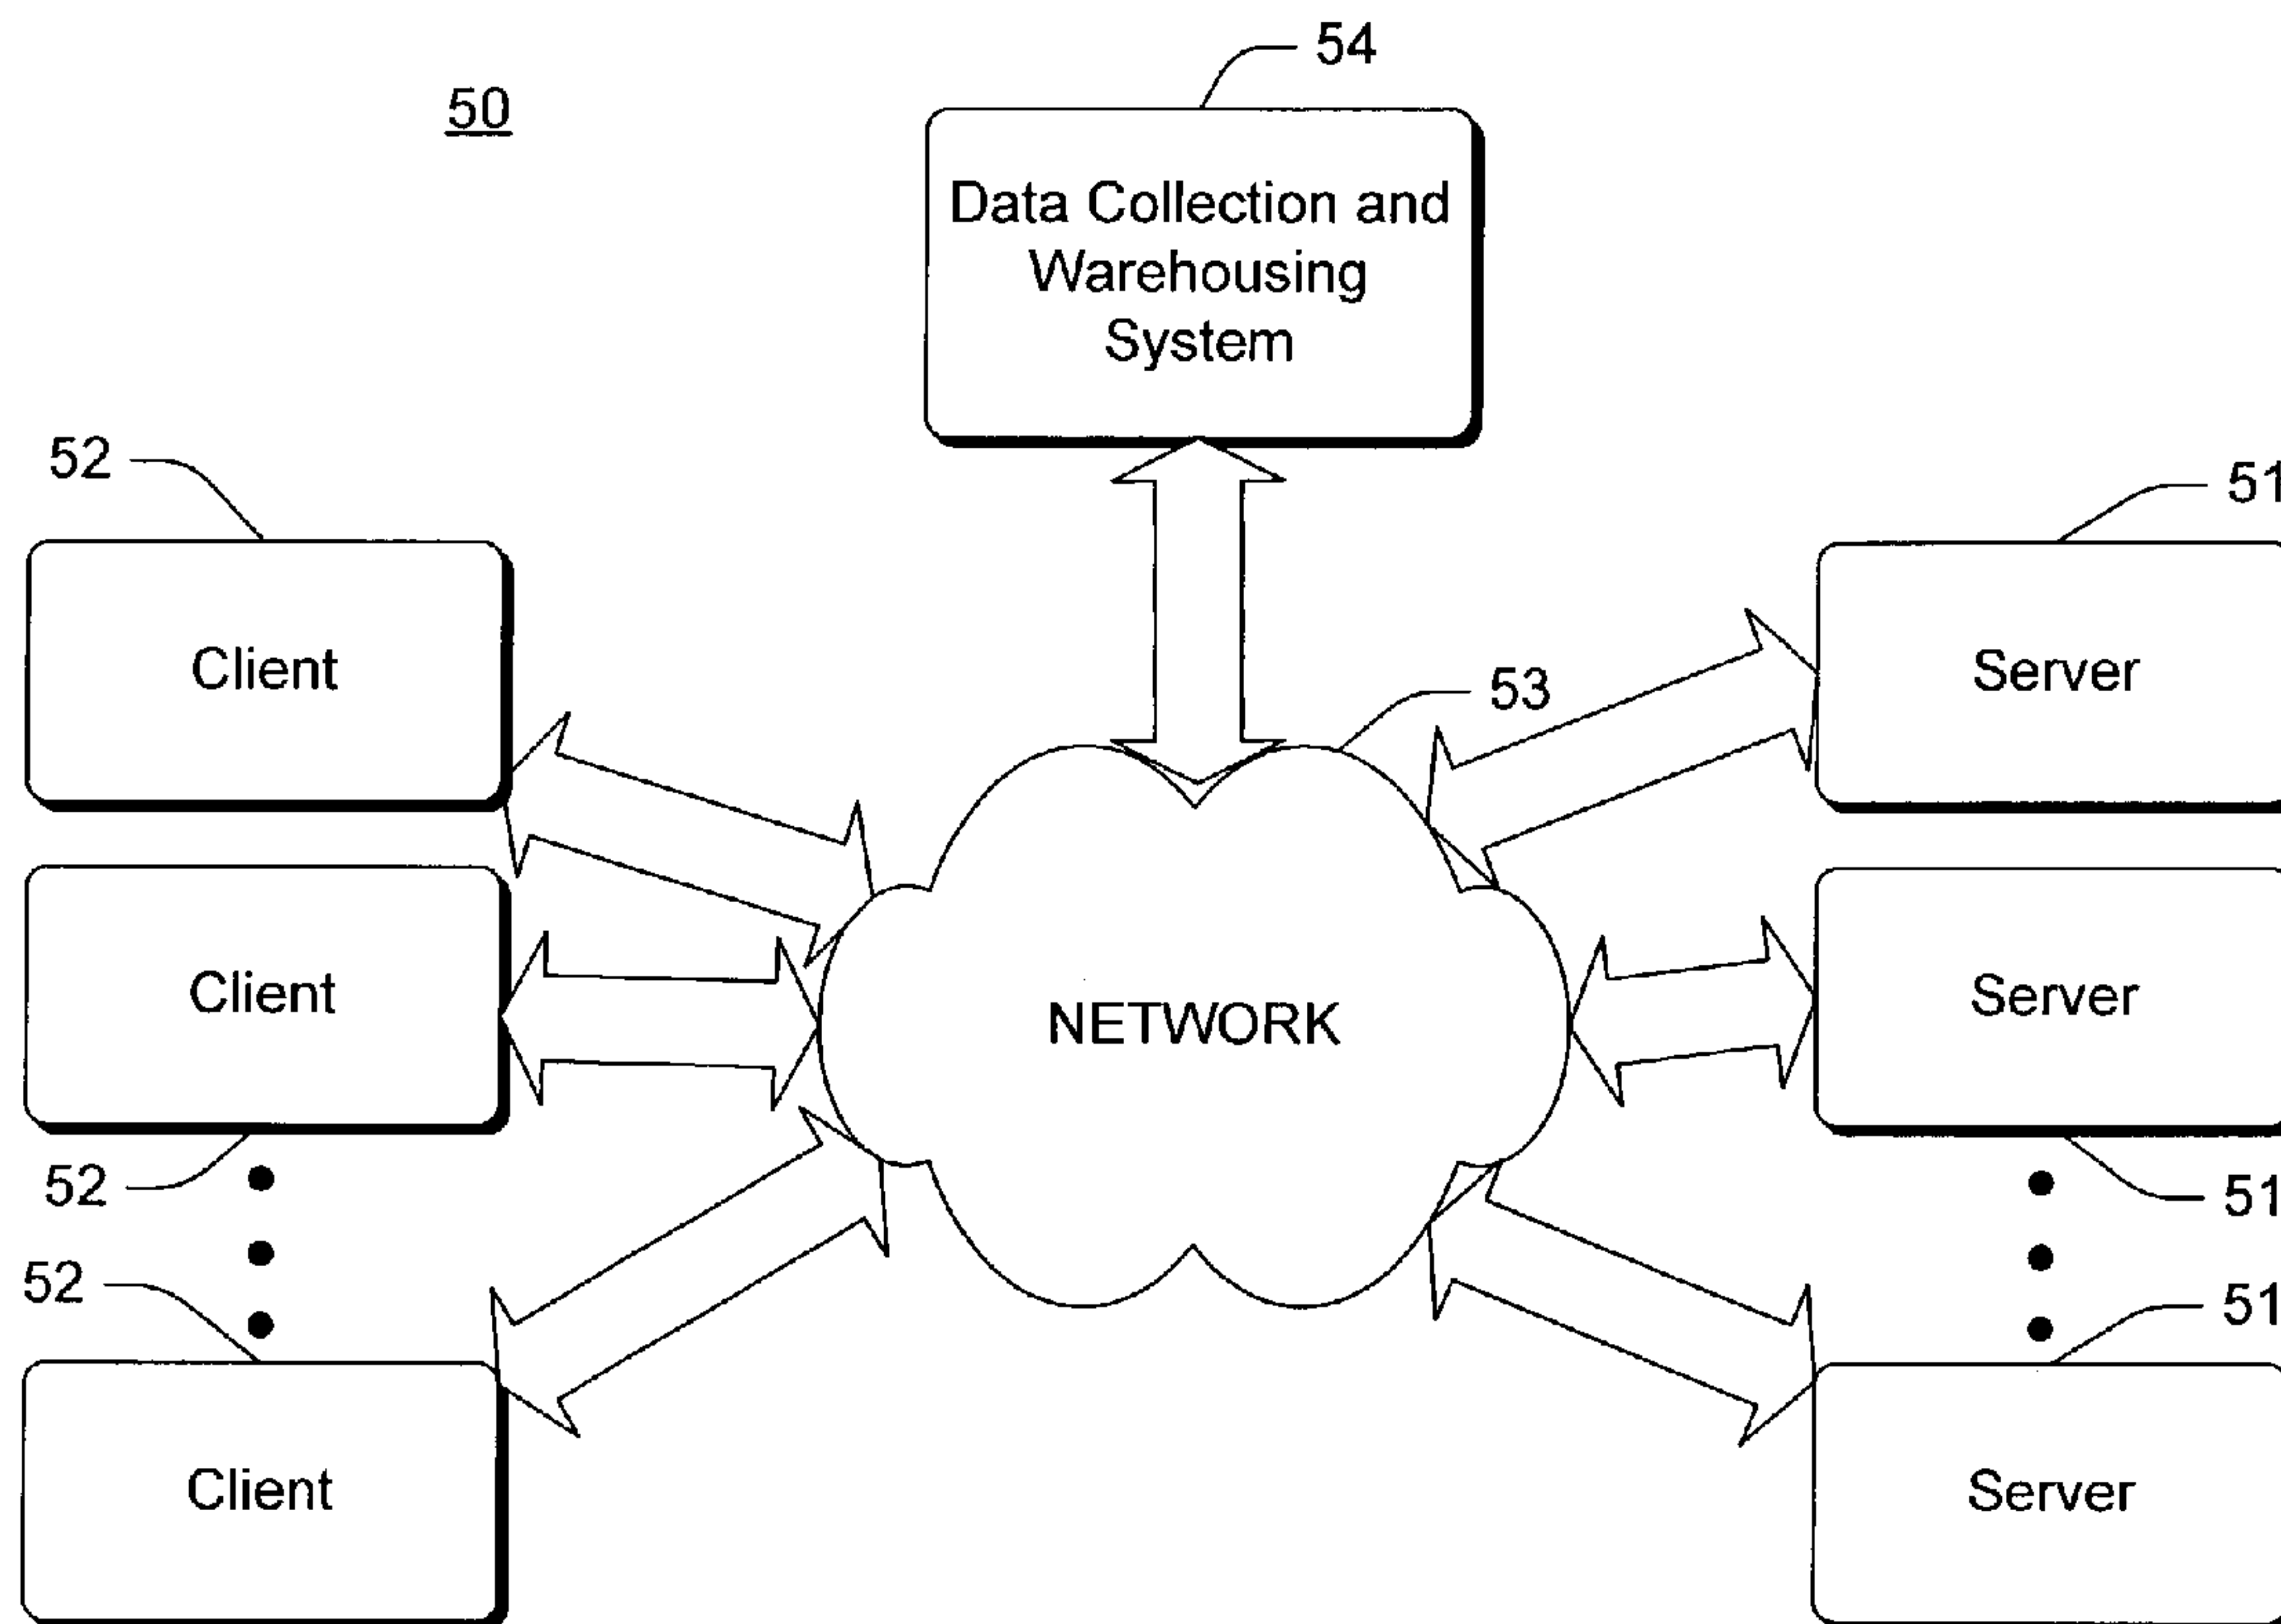 54
50
Data Collection and
Warehousing
System
52
51
Client
Server
53
Client
Server
NETWORK
52
51
52
51
Client
Server